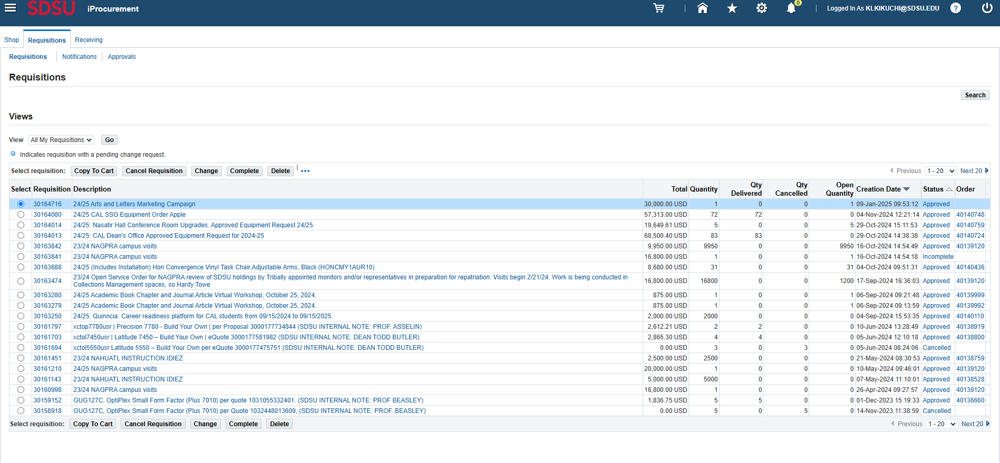 SDSU iProcurement 0 Logged In As KLKIKUCHI@SDSU.EDU ?
Shop Requisitions Receiving
Requisitions Notifications Approvals
Requisitions
Search
Views
View All My Requisitions Go
Indicates requisition with a pending change request.
Select requisition: Copy To Cart Cancel Requisition Change Complete Delete ... Previous 1 - 20 Next 20
Select Requisition Description Total Quantity Qty Delivered Qty Cancelled Open Quantity Creation Date Status Order
30164716 24/25 Arts and Letters Marketing Campaign 30,000.00 USD 1 0 0 1 09-Jan-2025 09:53:12 Approved
30164080 24/25 CAL SSG Equipment Order Apple 57,313.00 USD 72 72 0 0 04-Nov-2024 12:21:14 Approved 40140748
30164014 24/25: Nasatir Hall Conference Room Upgrades. Approved Equipment Request 24/25. 19,649.61 USD 5 0 0 5 29-Oct-2024 15:11:53 Approved 40140759
30164013 24/25: CAL Dean's Office Approved Equipment Request for 2024-25 68,500.40 USD 83 83 0 0 29-Oct-2024 14:38:38 Approved 40140724
30163842 23/24 NAGPRA campus visits 9,950.00 USD 9950 0 0 9950 16-Oct-2024 14:54:49 Approved 40139120
30163841 23/24 NAGPRA campus visits 16,800.00 USD 1 0 0 1 16-Oct-2024 14:54:18 Incomplete
30163688 24/25 (Includes Installation) Hon Convergence Vinyl Task Chair,Adjustable Arms, Black (HONCMY1AUR10) 8,680.00 USD 31 0 0 31 04-Oct-2024 09:51:31 Approved 40140436
30163474 23/24 Open Service Order for NAGPRA review of SDSU holdings by Tribally appointed monitors and/or representatives in preparation for repatriation. Visits begin 2/21/24. Work is being conducted in
Collections Management spaces, so Hardy Towe 16,800.00 USD 16800 0 0 1200 17-Sep-2024 16:36:03 Approved 40139120
30163280 24/25 Academic Book Chapter and Journal Article Virtual Workshop, October 25, 2024. 875.00 USD 1 0 0 1 06-Sep-2024 09:21:48 Approved 40139999
30163279 24/25 Academic Book Chapter and Journal Article Virtual Workshop, October 25, 2024. 875.00 USD 1 0 0 1 06-Sep-2024 09:13:59 Approved 40139992
30163250 24/25: Quinncia. Career readiness platform for CAL students from 09/15/2024 to 09/15/2025. 2,000.00 USD 2000 0 0 0 04-Sep-2024 15:53:35 Approved 40140110
30161797 xctop7780usr | Precision 7780 - Build Your Own | per Proposal 3000177734844 (SDSU INTERNAL NOTE: PROF. ASSELIN) 2,612.21 USD 2 2 0 0 10-Jun-2024 13:28:49 Approved 40138919
30161703 xctol7450usr | Latitude 7450 – Build Your Own | eQuote 3000177581982 (SDSU INTERNAL NOTE: DEAN TODD BUTLER) 2,865.30 USD 4 4 0 0 05-Jun-2024 12:10:18 Approved 40138800
30161694 xctol5550usr Latitude 5550 – Build Your Own per eQuote 3000177475751 (SDSU INTERNAL NOTE: DEAN TODD BUTLER) 0.00 USD 3 0 3 0 05-Jun-2024 08:24:06 Cancelled
30161451 23/24 NAHUATL INSTRUCTION IDIEZ 2,500.00 USD 2500 0 0 0 21-May-2024 08:30:53 Approved 40138759
30161210 24/25 NAGPRA campus visits 20,000.00 USD 1 0 0 0 10-May-2024 09:46:01 Approved 40139120
30161143 23/24 NAHUATL INSTRUCTION IDIEZ 5,000.00 USD 5000 0 0 0 07-May-2024 11:10:01 Approved 40138528
30160998 23/24 NAGPRA campus visits 16,800.00 USD 1 0 0 0 26-Apr-2024 09:27:57 Approved 40139120
30159152 GUG127C. OptiPlex Small Form Factor (Plus 7010) per quote 1031055332401. (SDSU INTERNAL NOTE: PROF BEASLEY) 1,836.75 USD 5 5 0 0 01-Dec-2023 15:19:33 Approved 40136660
30158918 GUG127C, OptiPlex Small Form Factor (Plus 7010) per Quote 1032448013609, (SDSU INTERNAL NOTE: PROF. BEASLEY) 0.00 USD 5 0 5 0 14-Nov-2023 11:38:59 Cancelled
Select requisition: Copy To Cart Cancel Requisition Change Complete Delete Previous 1 - 20 Next 20